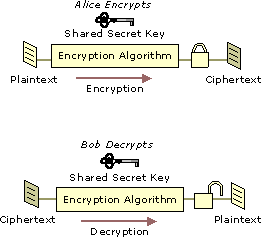 Alice Encrypts
Shared Secret Key
Encryption Algorithm
Plaintext
Ciphertext
Encryption
Bob Decrypts
Shared Secret Key
Encryption Algorithm
Ciphertext
Plaintext
Decryption